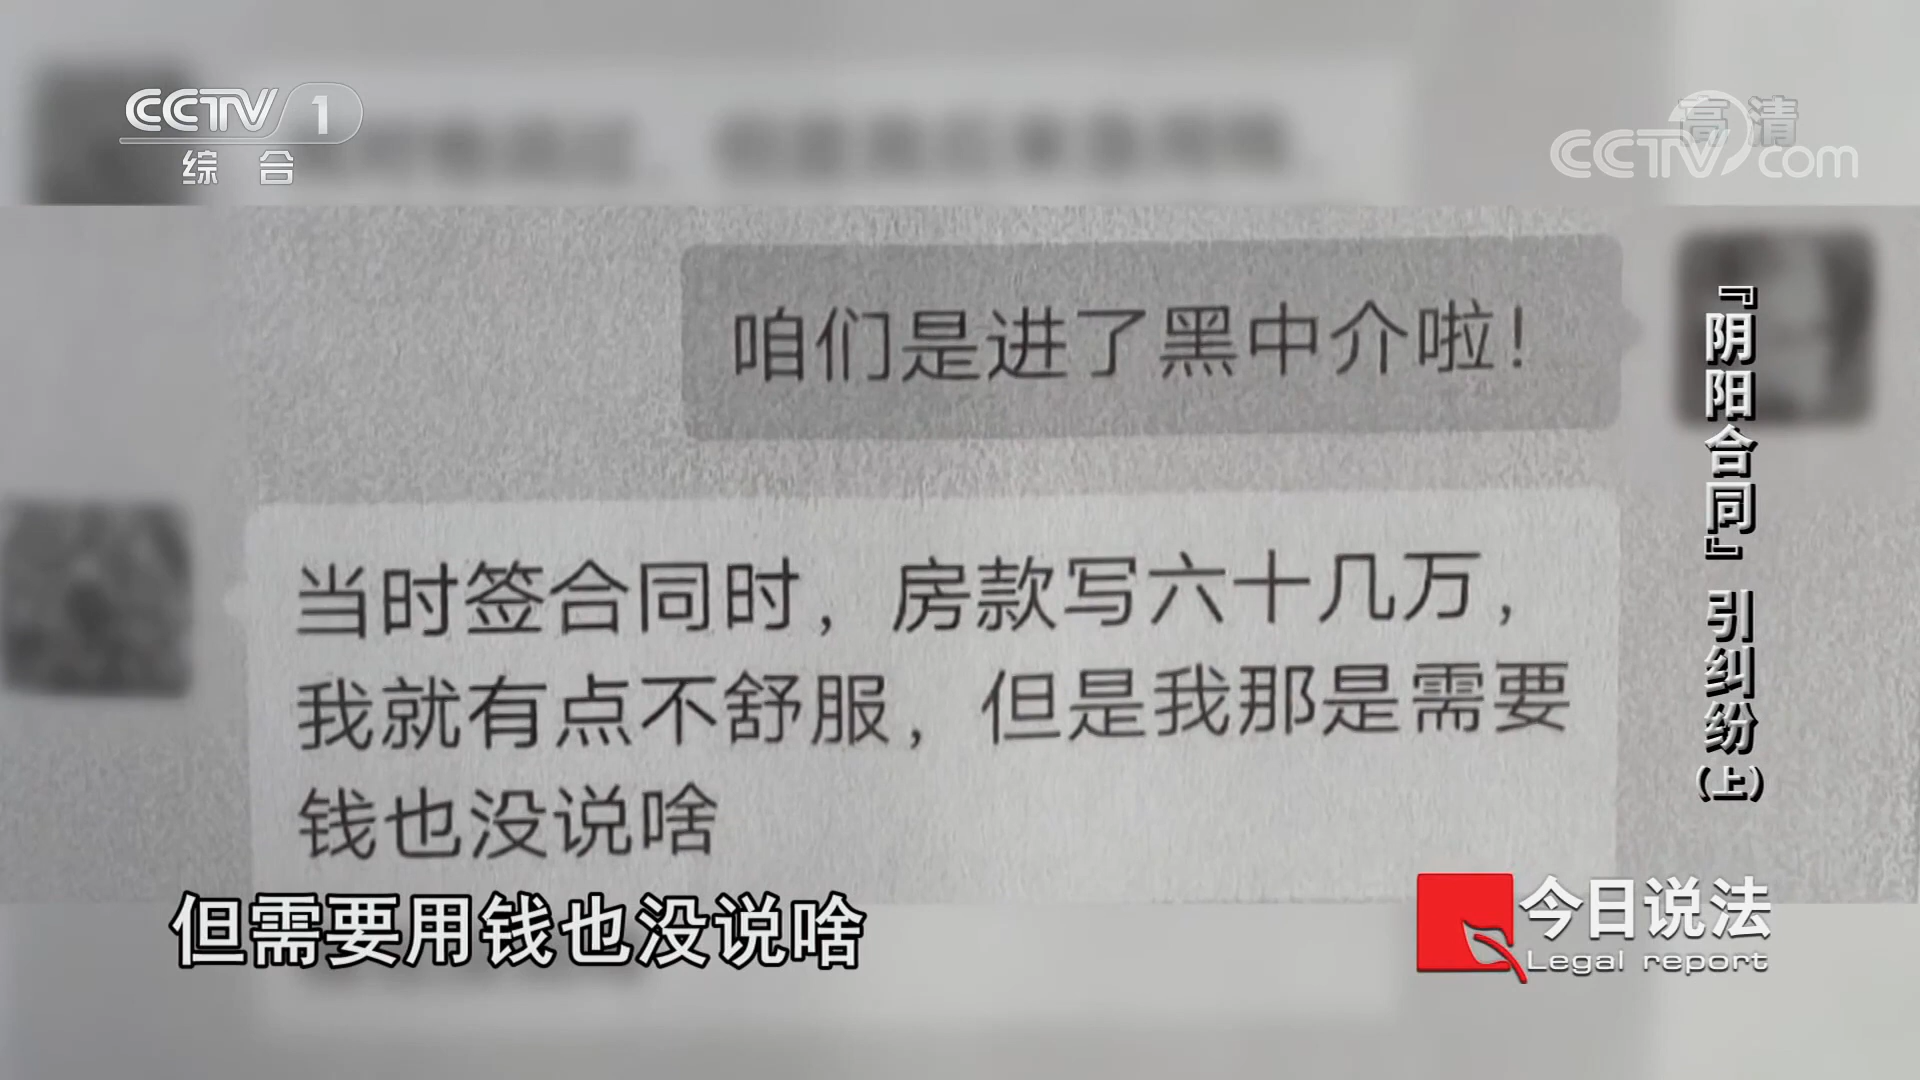 CCTV 1
综合
高清
CCTV.com
咱们是进了黑中介啦！
当时签合同时，房款写六十几万，
我就有点不舒服，但是我那是需要
钱也没说啥
『阴阳合同』引纠纷（上）
但需要用钱也没说啥
今日说法
Legal report